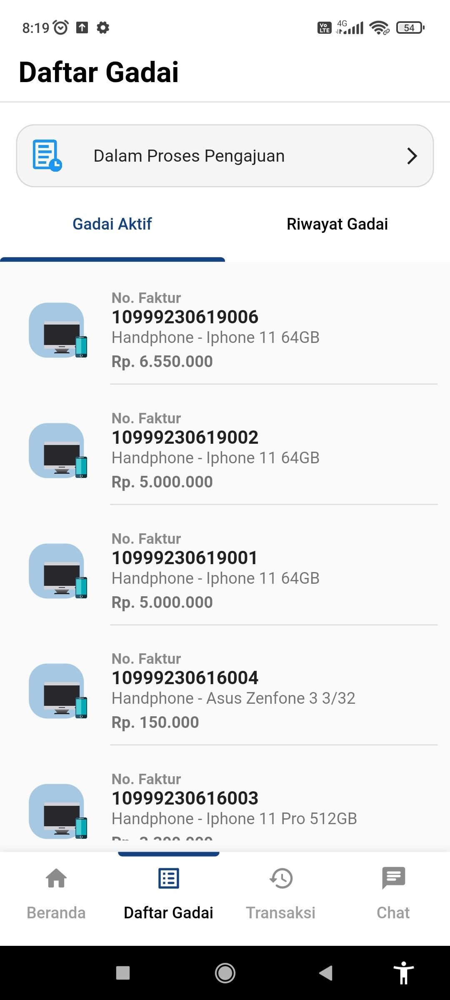 8:19
Vo LTE 4G 54
Daftar Gadai
Dalam Proses Pengajuan
Gadai Aktif Riwayat Gadai
No. Faktur
10999230619006
Handphone - Iphone 11 64GB
Rp. 6.550.000
No. Faktur
10999230619002
Handphone - Iphone 11 64GB
Rp. 5.000.000
No. Faktur
10999230619001
Handphone - Iphone 11 64GB
Rp. 5.000.000
No. Faktur
10999230616004
Handphone - Asus Zenfone 3 3/32
Rp. 150.000
No. Faktur
10999230616003
Handphone - Iphone 11 Pro 512GB
Beranda Daftar Gadai Transaksi Chat